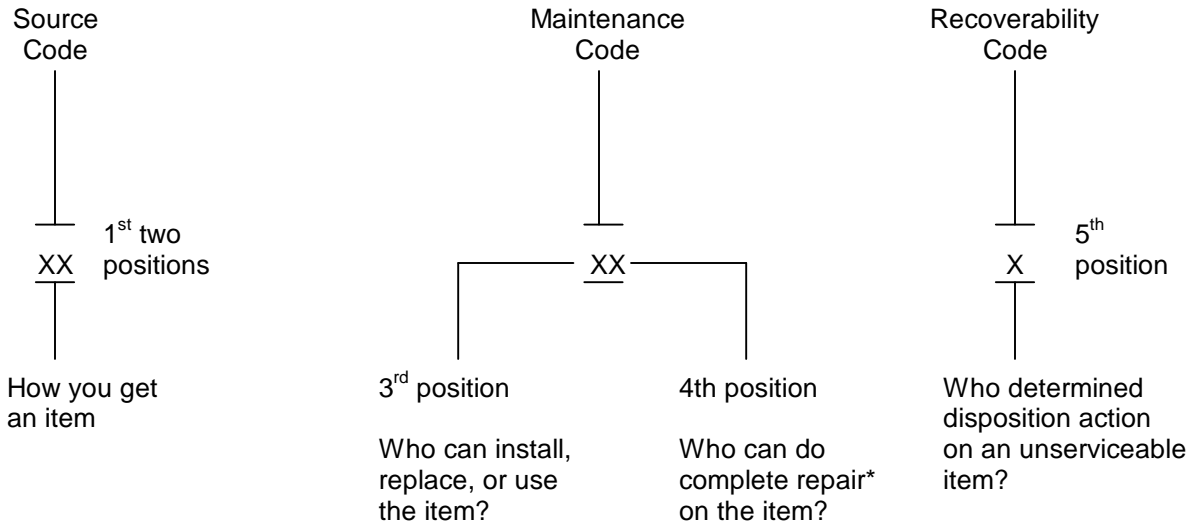 Source
Code
Maintenance
Code
Recoverability
Code
XX
1st two
positions
XX
X
5th
position
How you get
an item
3rd position
Who can install,
replace, or use
the item?
4th position
Who can do
complete repair*
on the item?
Who determined
disposition action
on an unserviceable
item?